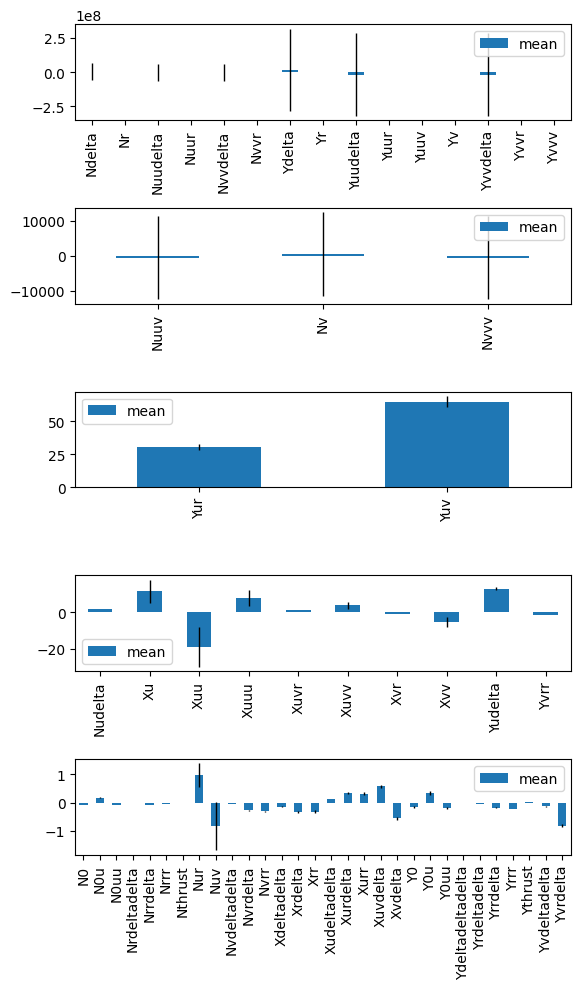 1e8
2.5
0.0
−2.5
mean
Ndelta Nr Nuudelta Nuur Nvvdelta Nvvr Ydelta Yr Yuudelta Yuur Yuuv Yv Yvvdelta Yvvr Yvvv
10000
0
−10000
mean
Nuuv Nv Nvvv
50
25
0
mean
Yur Yuv
0
−20
mean
Nudelta Xu Xuu Xuuu Xuvr Xuvv Xvr Xvv Yudelta Yvrr
1
0
−1
mean
N0 N0u N0uu Nrdeltadelta Nrrdelta Nrrr Nthrust Nur Nuv Nvdeltadelta Nvrdelta Nvrr Xdeltadelta Xrdelta Xrr Xudeltadelta Xurdelta Xurr Xuvdelta Xvdelta Y0 Y0u Y0uu Ydeltadeltadelta Yrdeltadelta Yrrdelta Yrrr Ythrust Yvdeltadelta Yvrdelta